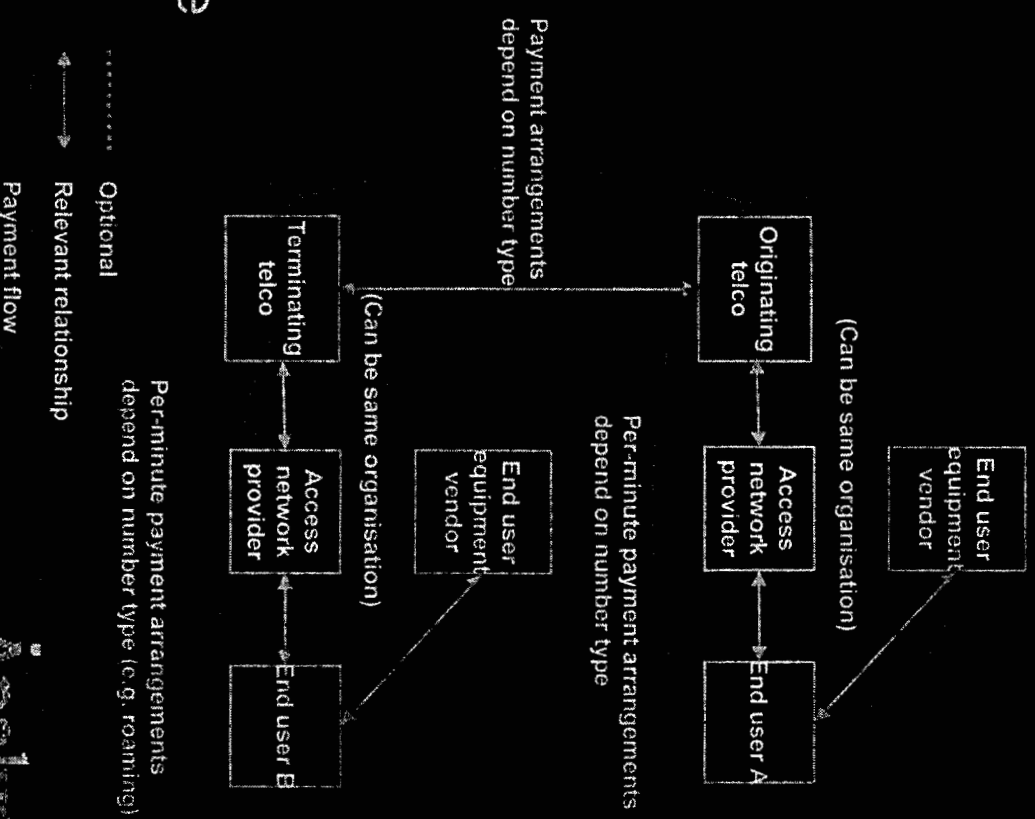 End user
equipment
vendor
(Can be same organisation)
Originating
telco
Access
network
provider
End user A
Per-minute payment arrangements
depend on number type
Payment arrangements
depend on number type
End user
equipment
vendor
(Can be same organisation)
Terminating
telco
Access
network
provider
End user B
Per-minute payment arrangements
depend on number type (e.g. roaming)
Optional
Relevant relationship
Payment flow